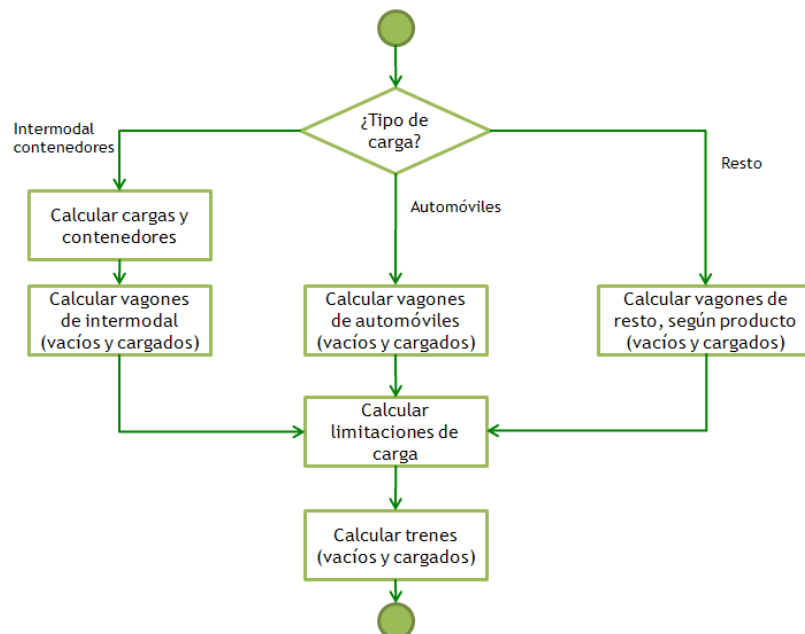 ¿Tipo de
carga?
Intermodal
contenedores
Automóviles
Resto
Calcular cargas y
contenedores
Calcular vagones
de intermodal
(vacíos y cargados)
Calcular vagones
de automóviles
(vacíos y cargados)
Calcular vagones de
resto, según producto
(vacíos y cargados)
Calcular
limitaciones de
carga
Calcular trenes
(vacíos y cargados)